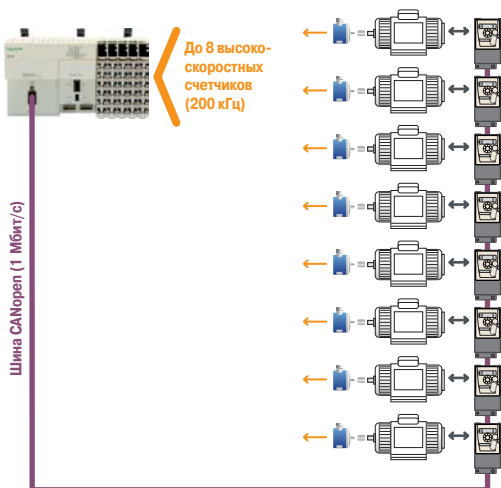 До 8 высоко-
скоростных
счетчиков
(200 кГц)
Шина CANopen (1 Мбит/с)